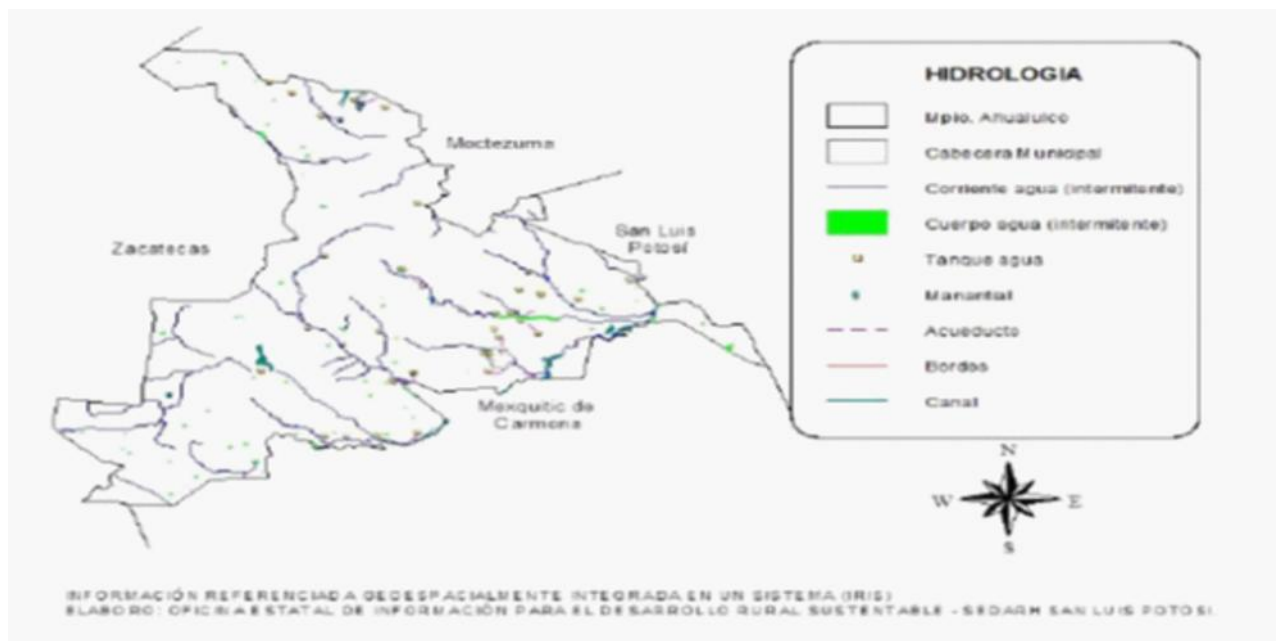 HIDROLOGIA
Mpio. Ahualulco
Cabecera Municipal
Corriente agua (intermitente)
Cuerpo agua (intermitente)
Tanque agua
Manantial
Acueducto
Bordos
Canal
Moctezuma
Zacatecas
San Luis
Potosí
Mexquitic de
Carmona
N
W E
S
INFORMACIÓN REFERENCIADA GEOESPACIALMENTE INTEGRADA EN UN SISTEMA (IRIS)
ELABORO: OFICINA ESTATAL DE INFORMACIÓN PARA EL DESARROLLO RURAL SUSTENTABLE - SEDARH SAN LUIS POTOSI.